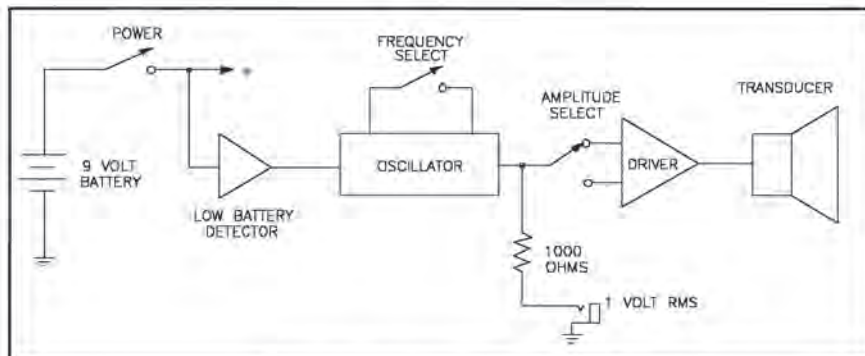 POWER
+
FREQUENCY
SELECT
AMPLITUDE
SELECT
TRANSDUCER
9 VOLT
BATTERY
LOW BATTERY
DETECTOR
OSCILLATOR
DRIVER
1000
OHMS
1 VOLT RMS